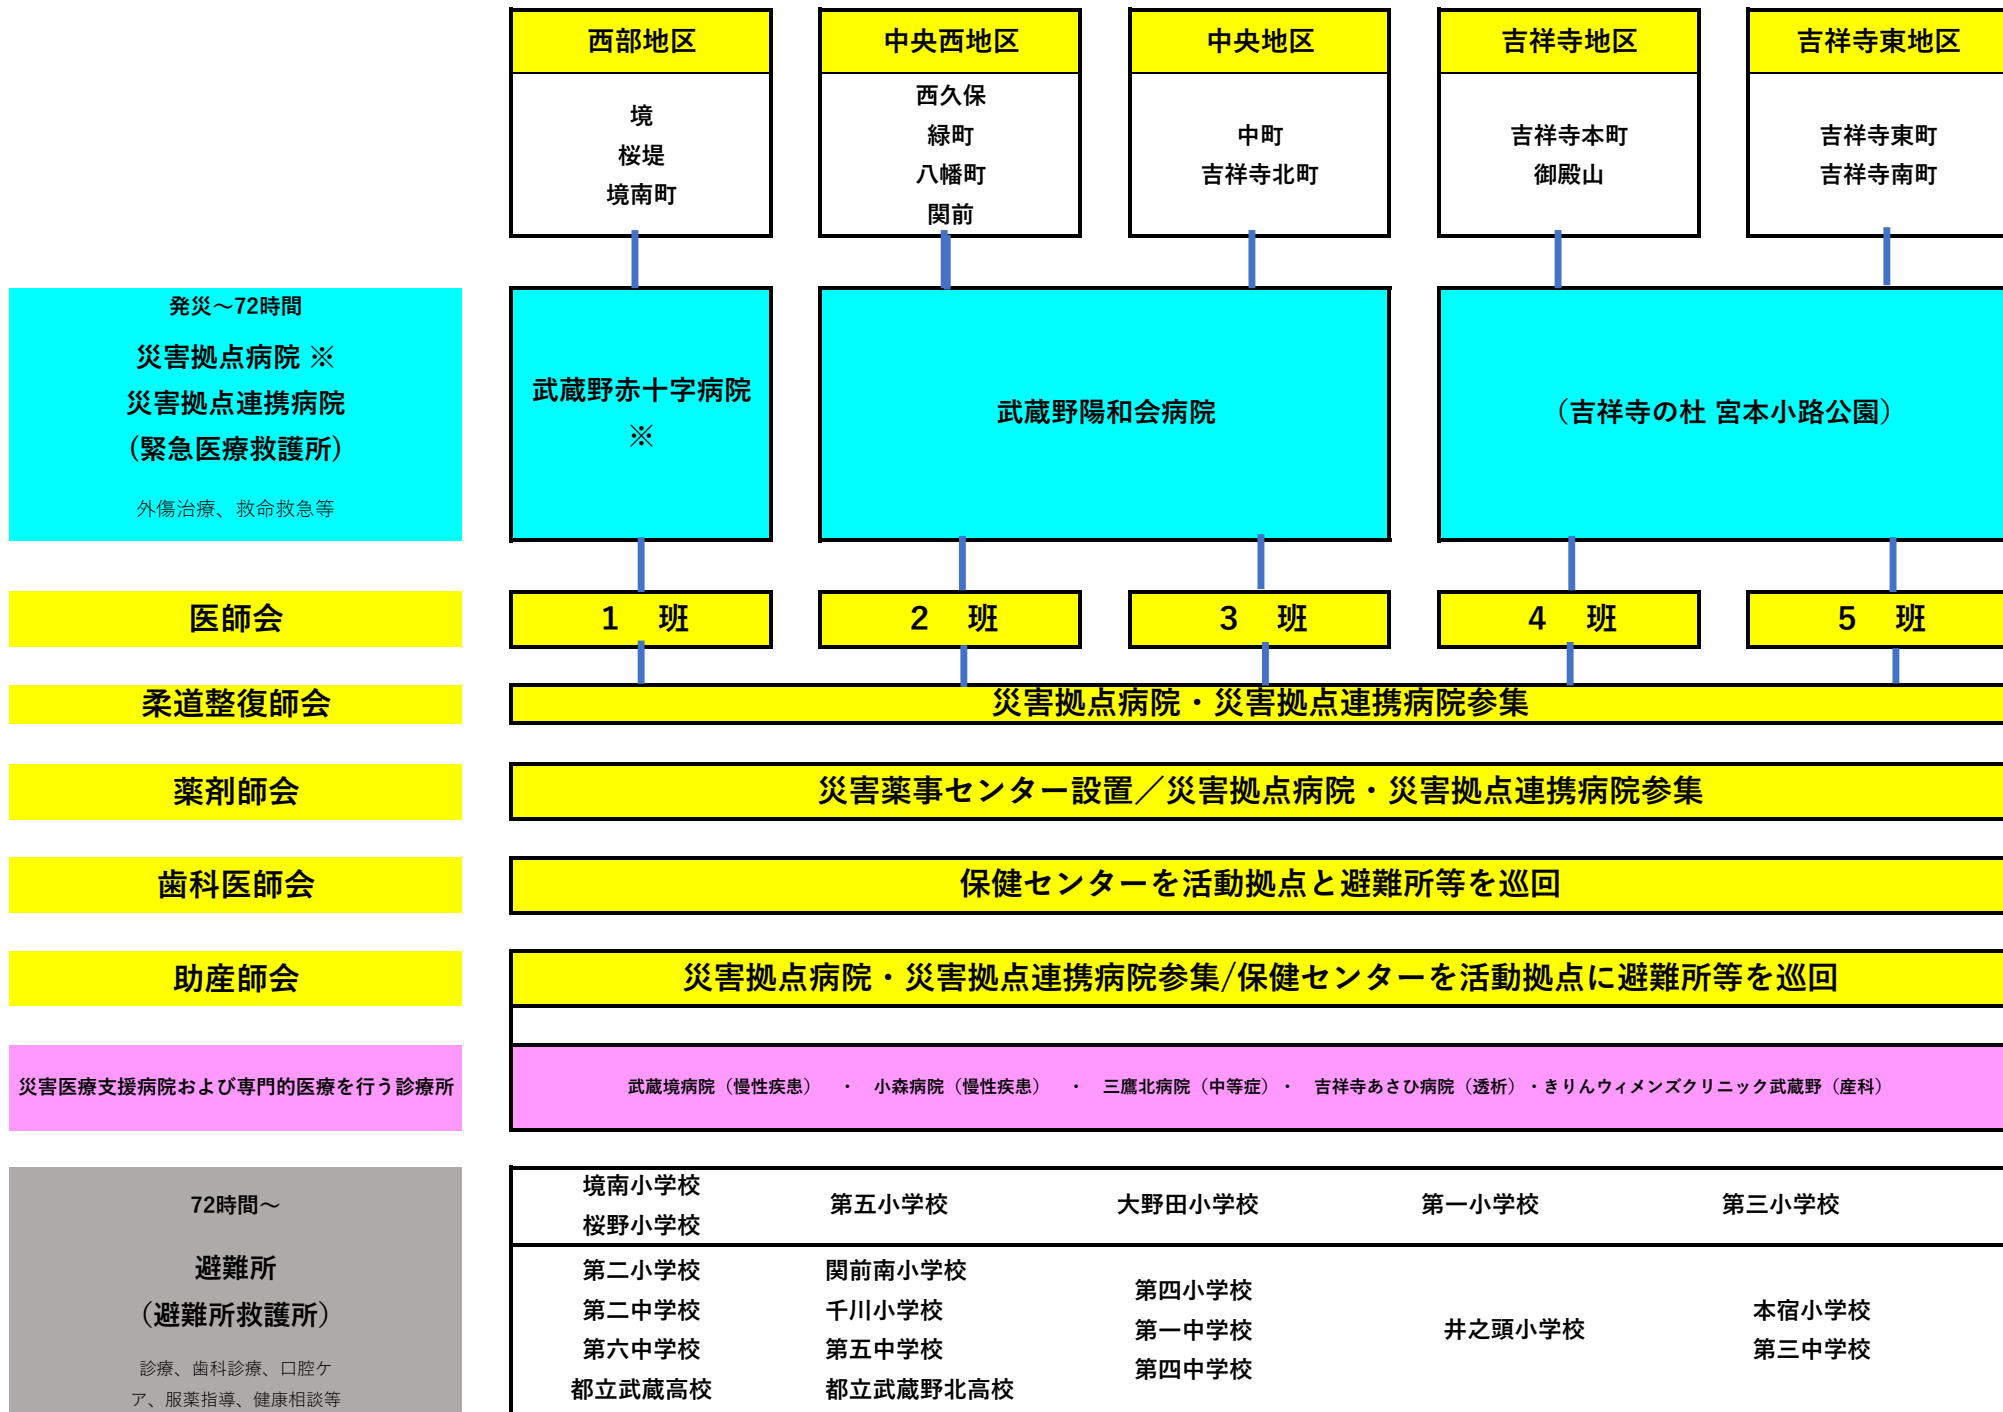 西部地区
中央西地区
中央地区
吉祥寺地区
吉祥寺東地区
境
桜堤
境南町
西久保
緑町
八幡町
関前
中町
吉祥寺北町
吉祥寺本町
御殿山
吉祥寺東町
吉祥寺南町
発災～72時間
災害拠点病院 ※
災害拠点連携病院
(緊急医療救護所)
外傷治療、救命救急等
武蔵野赤十字病院
※
武蔵野陽和会病院
（吉祥寺の杜 宮本小路公園）
医師会
1 班
2 班
3 班
4 班
5 班
柔道整復師会
災害拠点病院・災害拠点連携病院参集
薬剤師会
災害薬事センター設置／災害拠点病院・災害拠点連携病院参集
歯科医師会
保健センターを活動拠点と避難所等を巡回
助産師会
災害拠点病院・災害拠点連携病院参集/保健センターを活動拠点に避難所等を巡回
災害医療支援病院および専門的医療を行う診療所
武蔵境病院（慢性疾患） ・ 小森病院（慢性疾患） ・ 三鷹北病院（中等症）・ 吉祥寺あさひ病院（透析）・きりんウィメンズクリニック武蔵野（産科）
72時間～
避難所
（避難所救護所）
診療、歯科診療、口腔ケ
ア、服薬指導、健康相談等
境南小学校
桜野小学校
第五小学校
大野田小学校
第一小学校
第三小学校
第二小学校
第二中学校
第六中学校
都立武蔵高校
関前南小学校
千川小学校
第五中学校
都立武蔵野北高校
第四小学校
第一中学校
第四中学校
井之頭小学校
本宿小学校
第三中学校